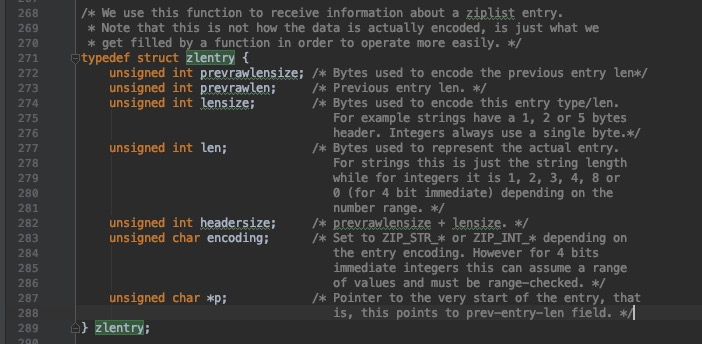 268 /* We use this function to receive information about a ziplist entry.
269  * Note that this is not how the data is actually encoded, is just what we
270  * get filled by a function in order to operate more easily. */
271 typedef struct zlentry {
272     unsigned int prevrawlensize; /* Bytes used to encode the previous entry len*/
273     unsigned int prevrawlen;     /* Previous entry len. */
274     unsigned int lensize;        /* Bytes used to encode this entry type/len.
275                                     For example strings have a 1, 2 or 5 bytes
276                                     header. Integers always use a single byte.*/
277     unsigned int len;            /* Bytes used to represent the actual entry.
278                                     For strings this is just the string length
279                                     while for integers it is 1, 2, 3, 4, 8 or
280                                     0 (for 4 bit immediate) depending on the
281                                     number range. */
282     unsigned int headersize;     /* prevrawlensize + lensize. */
283     unsigned char encoding;      /* Set to ZIP_STR_* or ZIP_INT_* depending on
284                                     the entry encoding. However for 4 bits
285                                     immediate integers this can assume a range
286                                     of values and must be range-checked. */
287     unsigned char *p;            /* Pointer to the very start of the entry, that
288                                     is, this points to prev-entry-len field. */
289 } zlentry;
290